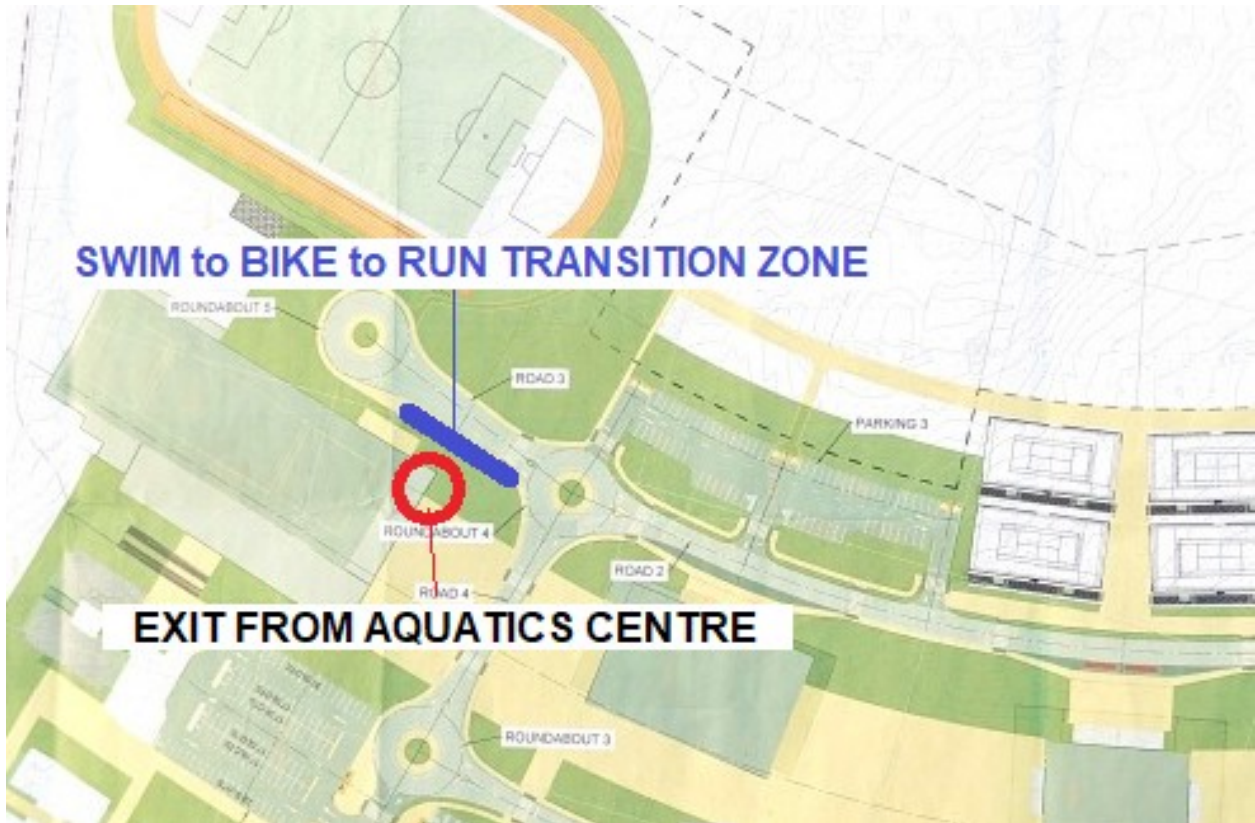 SWIM to BIKE to RUN TRANSITION ZONE
ROUNDABOUT 5
ROAD 3
PARKING 3
ROUNDABOUT 4
ROAD 2
ROAD 4
EXIT FROM AQUATICS CENTRE
ROUNDABOUT 3